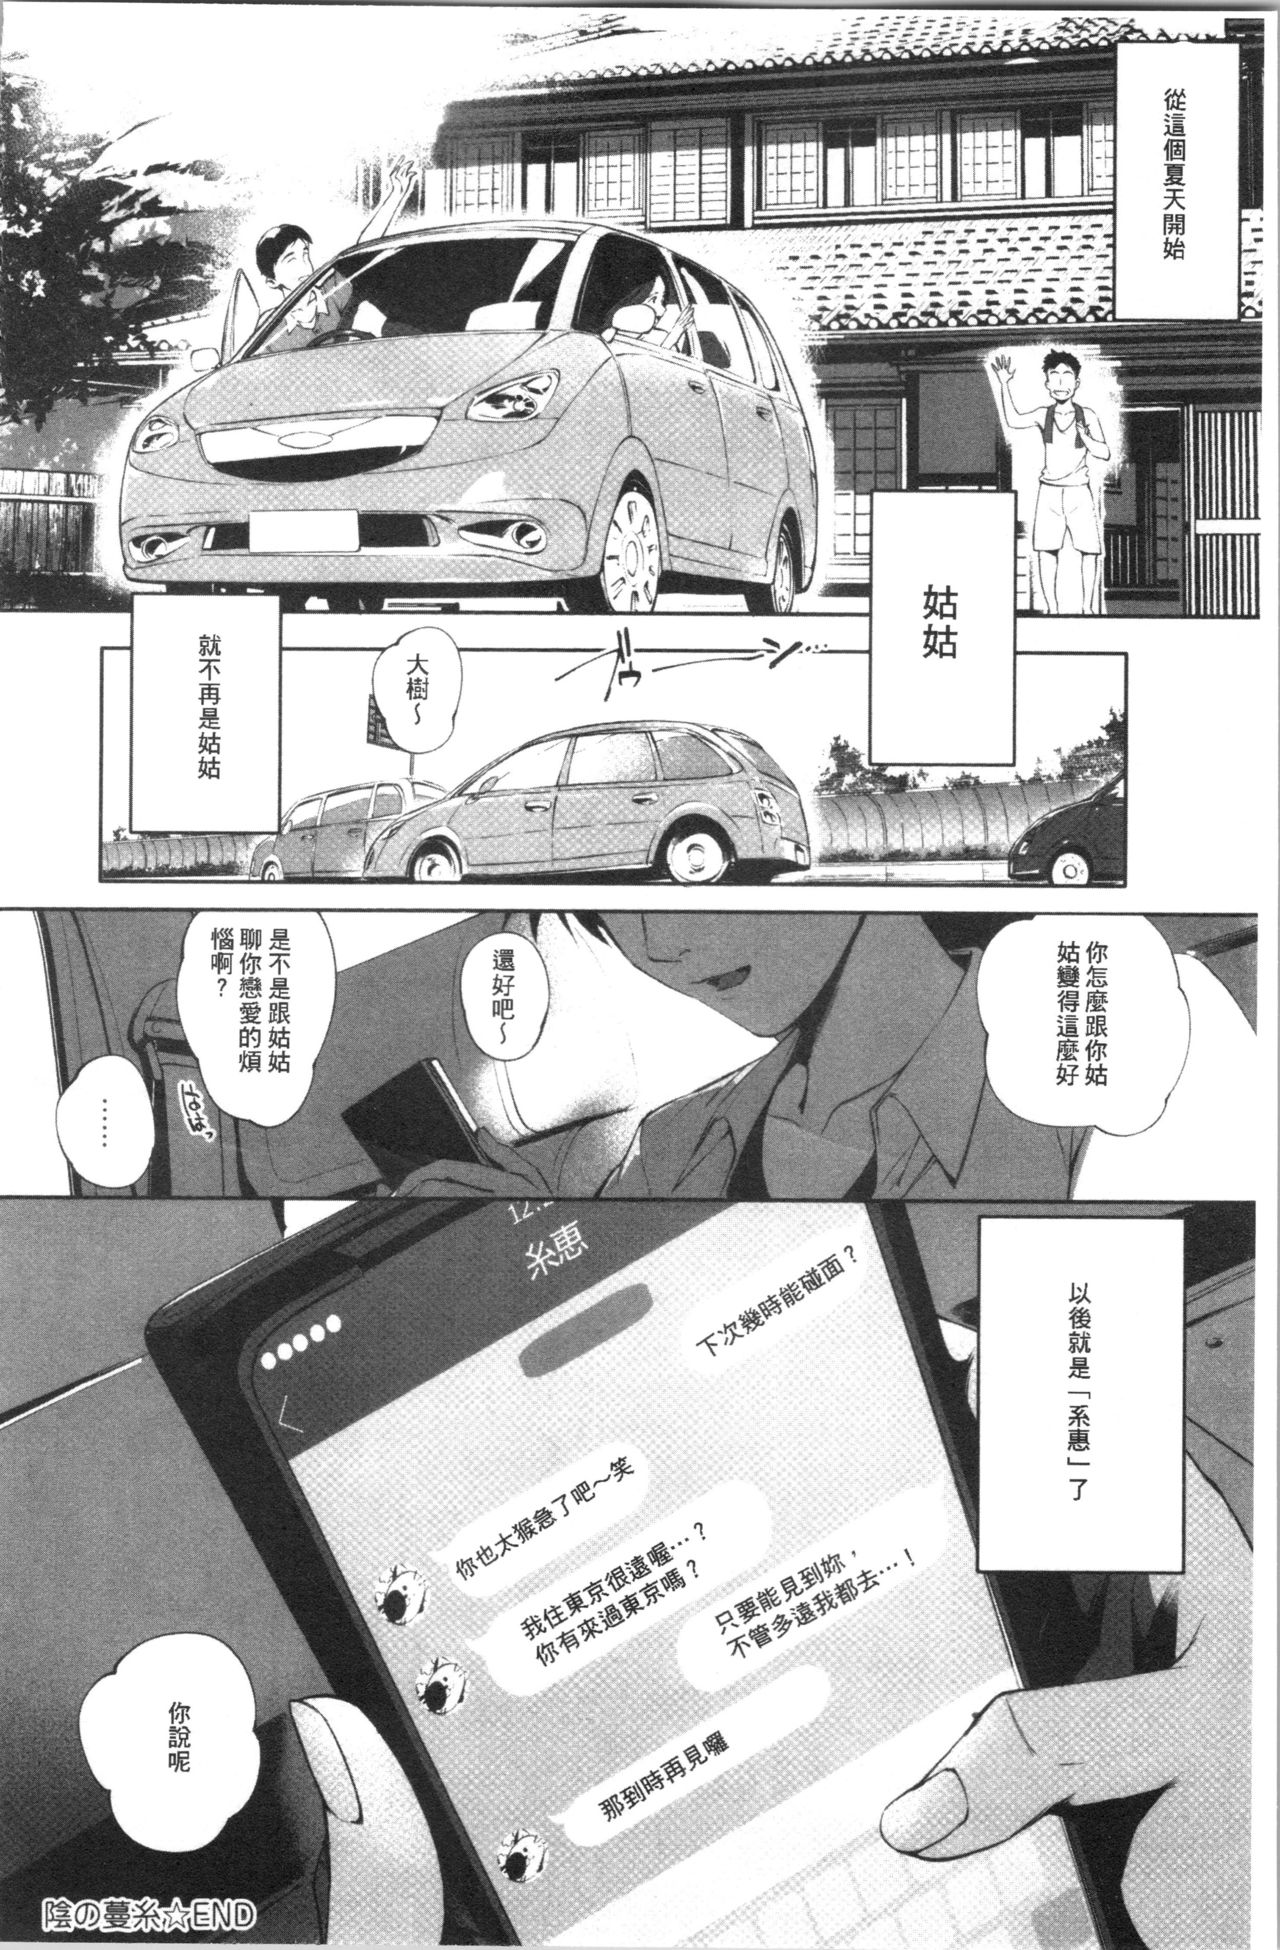 從這個夏天開始
姑姑
大樹～
就不再是姑姑
你怎麼跟你姑
姑變得這麼好
還好吧～
是不是跟姑姑
聊你戀愛的煩
惱啊？
なはっ
……
以後就是「系惠」了
糸惠
下次幾時能碰面？
你也太猴急了吧～笑
我住東京很遠喔…？
你有來過東京嗎？
只要能見到妳，
不管多遠我都去…！
那到時再見囉
你說呢
陰の蔓糸☆END